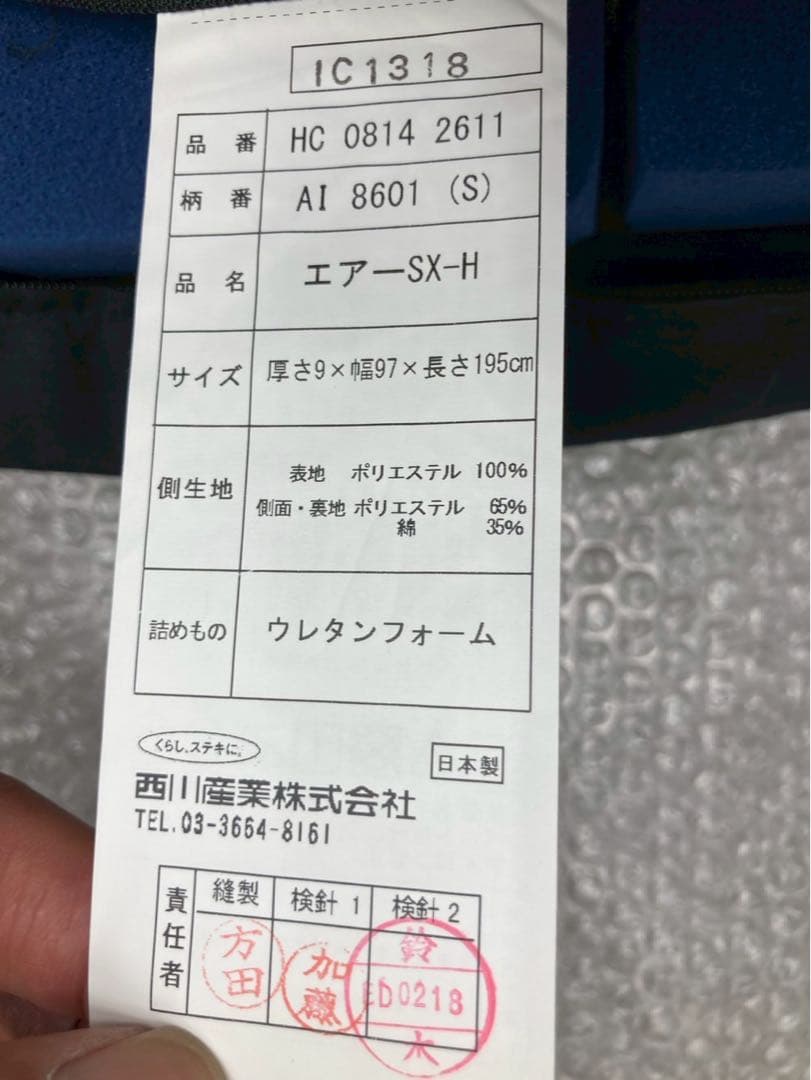 IC1318
品番 HC 0814 2611
柄番 AI 8601 (S)
品名 エアーSX-H
サイズ 厚さ9×幅97×長さ195cm
側生地 表地 ポリエステル 100%
側面・裏地 ポリエステル 65%
綿 35%
詰めもの ウレタンフォーム
くらし、ステキに。
日本製
西川産業株式会社
TEL.03-3664-8161
責任者 縫製 検針1 検針2
方田
加藤
鈴
ED0218
木